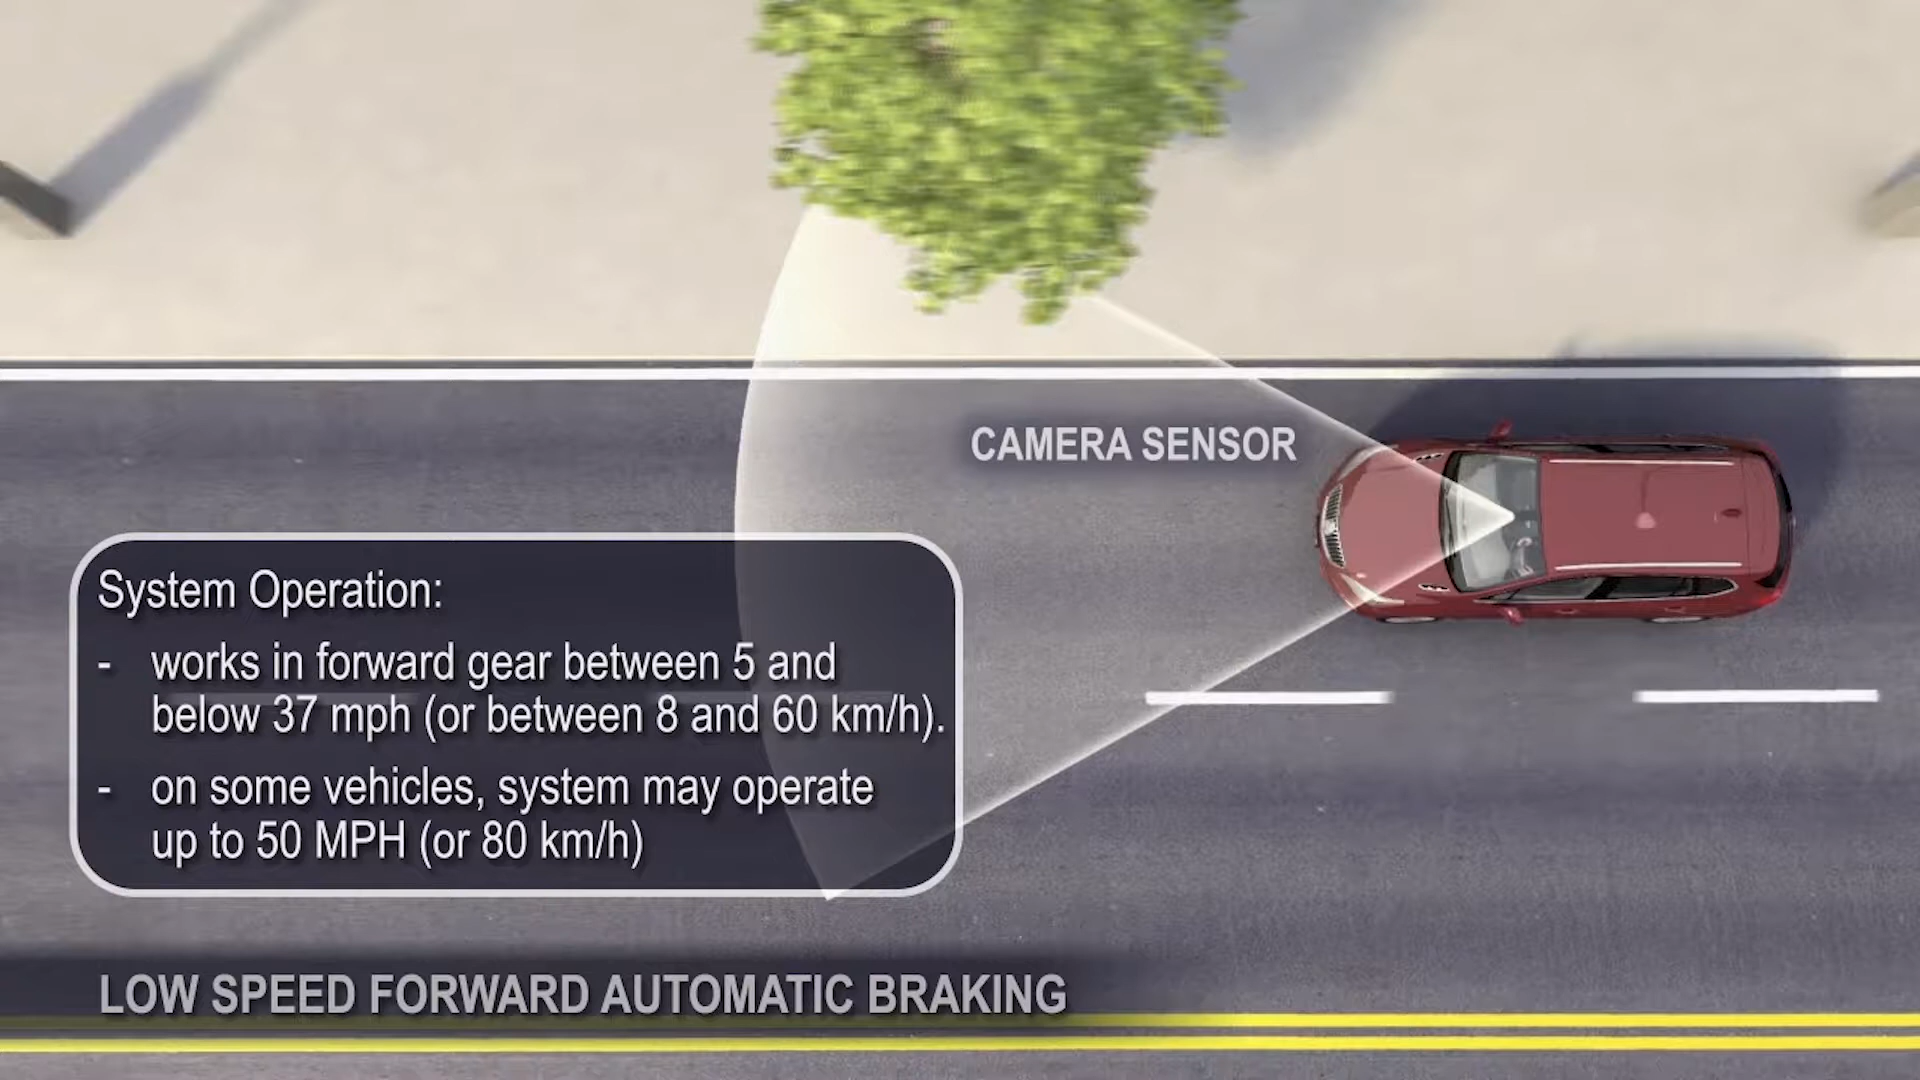 CAMERA SENSOR
System Operation:
- works in forward gear between 5 and
below 37 mph (or between 8 and 60 km/h).
- on some vehicles, system may operate
up to 50 MPH (or 80 km/h)
LOW SPEED FORWARD AUTOMATIC BRAKING